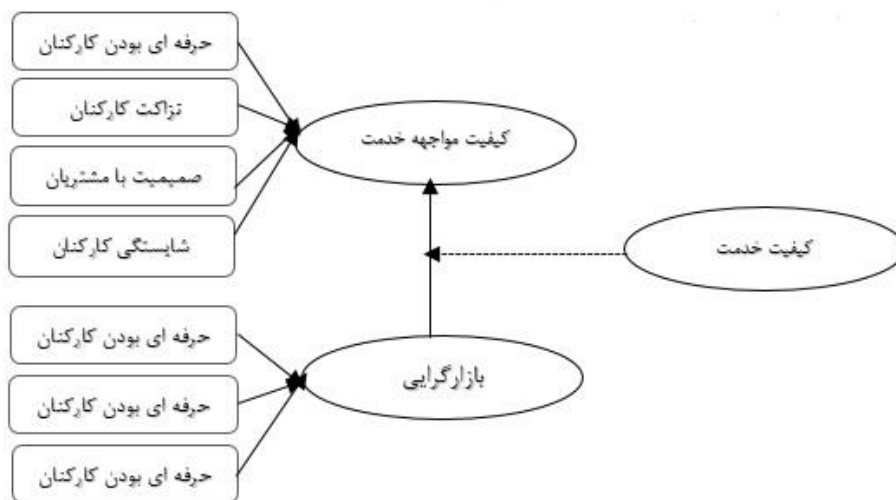 حرفه ای بودن کارکنان
نزاکت کارکنان
صمیمیت با مشتریان
شایستگی کارکنان
کیفیت مواجهه خدمت
کیفیت خدمت
بازارگرایی
حرفه ای بودن کارکنان
حرفه ای بودن کارکنان
حرفه ای بودن کارکنان